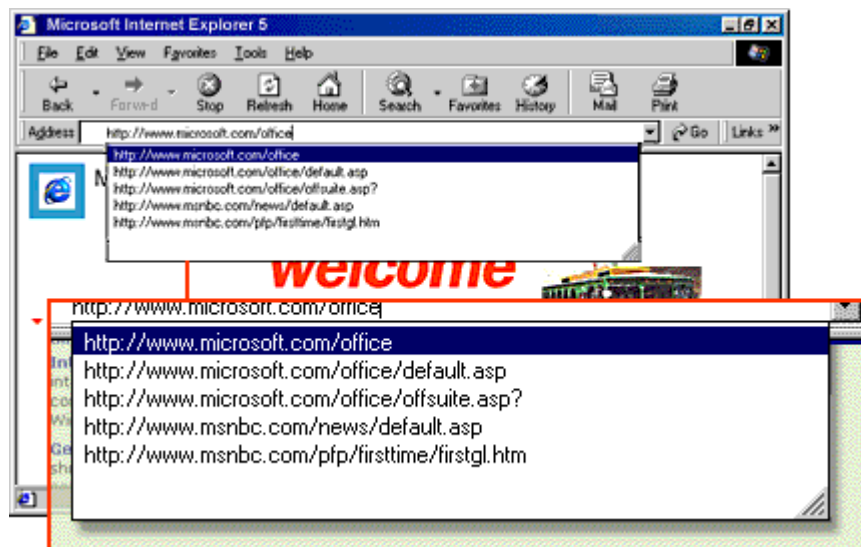 Microsoft Internet Explorer 5
File Edit View Favorites Tools Help
Back Forward Stop Refresh Home Search Favorites History Mail Print
Address http://www.microsoft.com/office Go Links »
http://www.microsoft.com/office
http://www.microsoft.com/office/default.asp
http://www.microsoft.com/office/offsuite.asp?
http://www.msnbc.com/news/default.asp
http://www.msnbc.com/pfp/firsttime/firstgl.htm
welcome
http://www.microsoft.com/office
http://www.microsoft.com/office
http://www.microsoft.com/office/default.asp
http://www.microsoft.com/office/offsuite.asp?
http://www.msnbc.com/news/default.asp
http://www.msnbc.com/pfp/firsttime/firstgl.htm